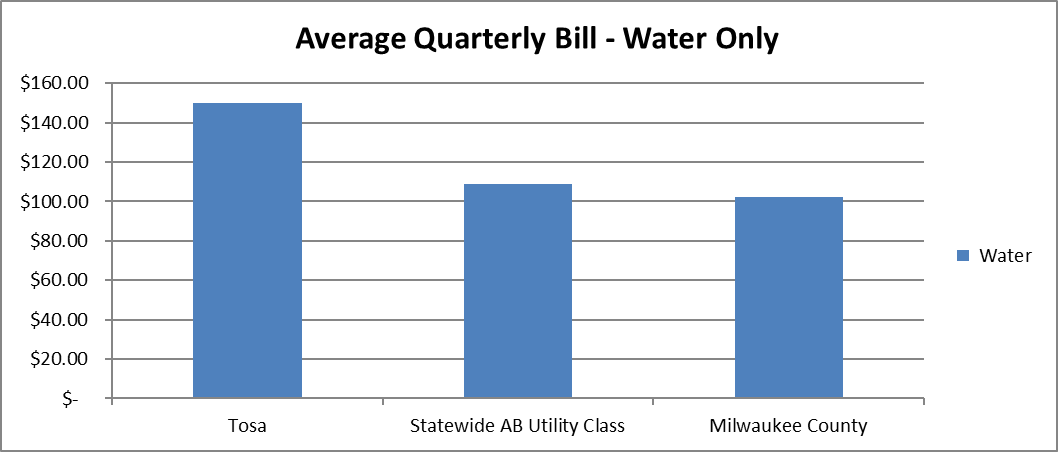 Average Quarterly Bill - Water Only
$160.00
$140.00
$120.00
$100.00
$80.00
$60.00
$40.00
$20.00
$-
Tosa
Statewide AB Utility Class
Milwaukee County
Water